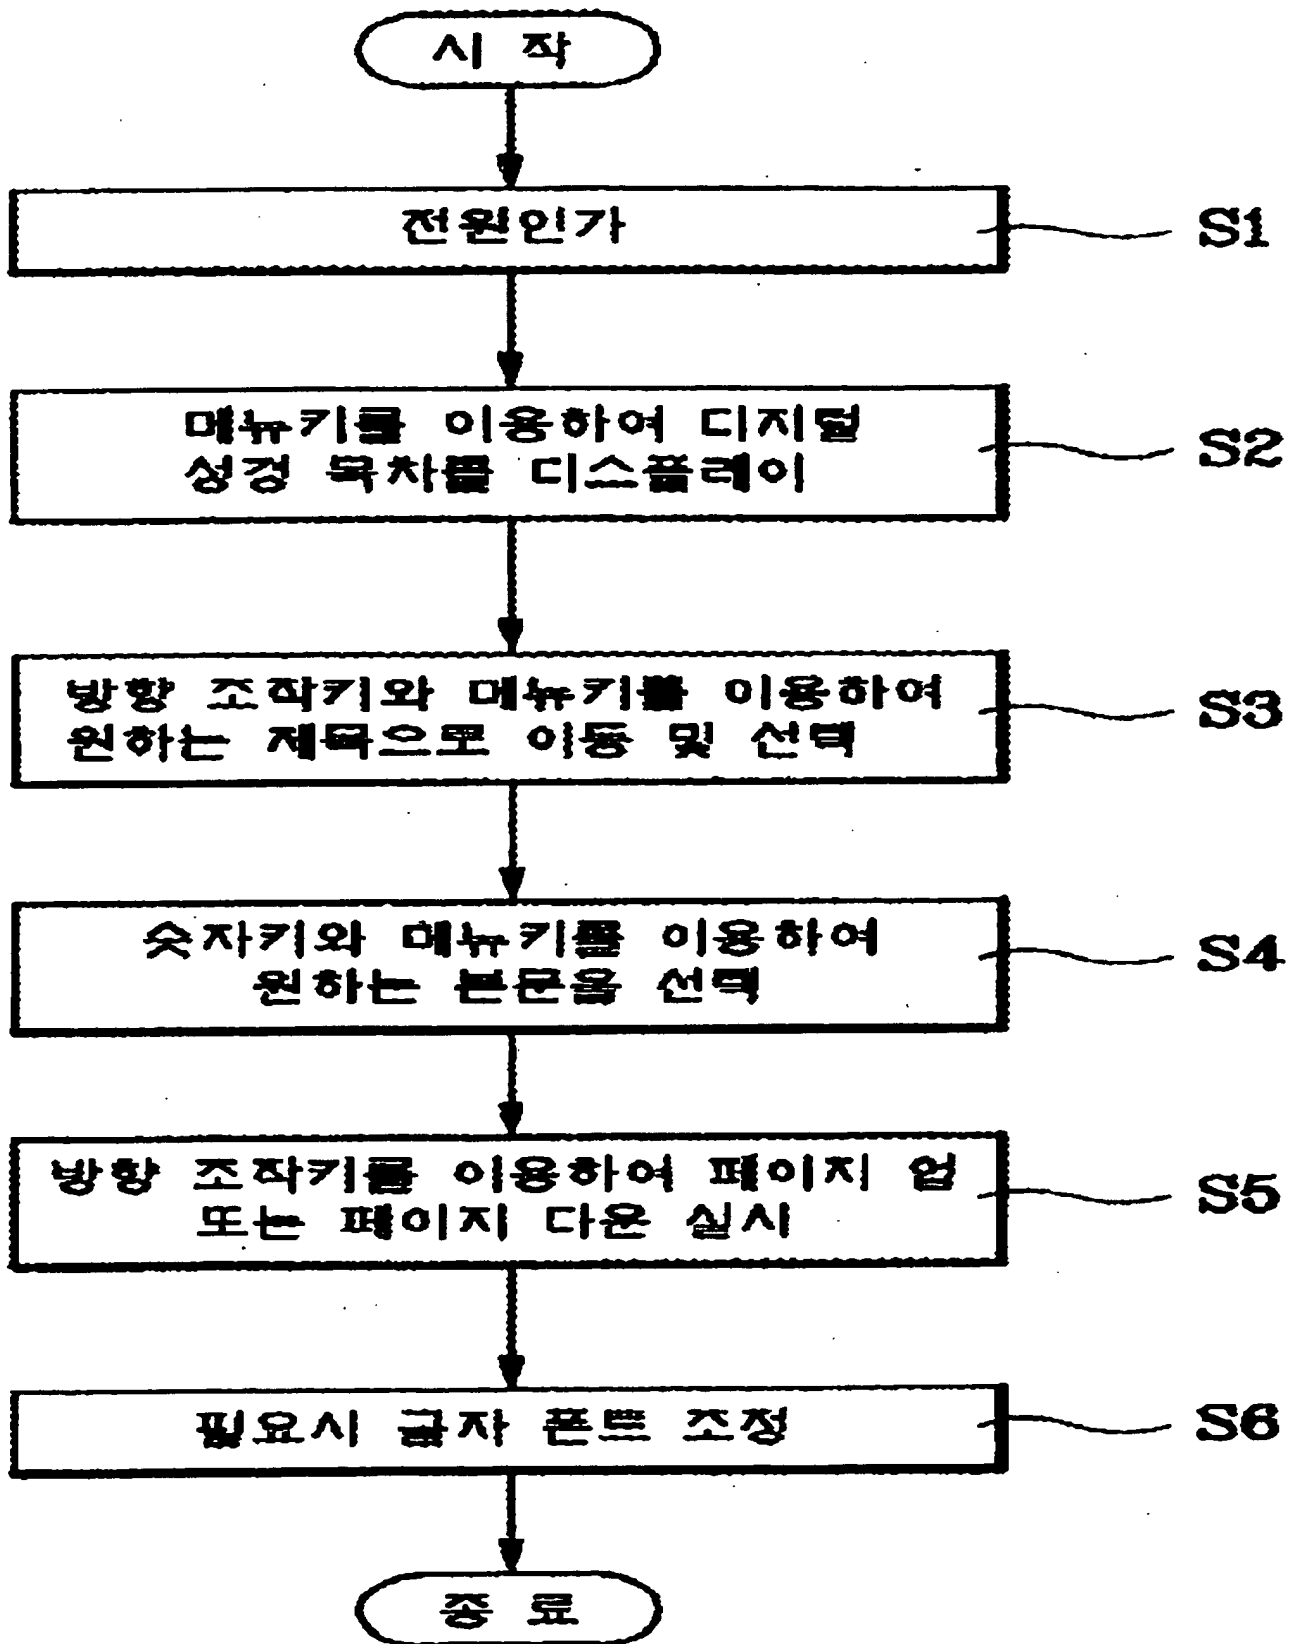 시 작
전원인가
S1
메뉴키를 이용하여 디지털
성경 목차를 디스플레이
S2
방향 조작키와 메뉴키를 이용하여
원하는 제목으로 이동 및 선택
S3
숫자키와 메뉴키를 이용하여
원하는 본문을 선택
S4
방향 조작키를 이용하여 페이지 업
또는 페이지 다운 실시
S5
필요시 글자 폰트 조정
S6
종 료